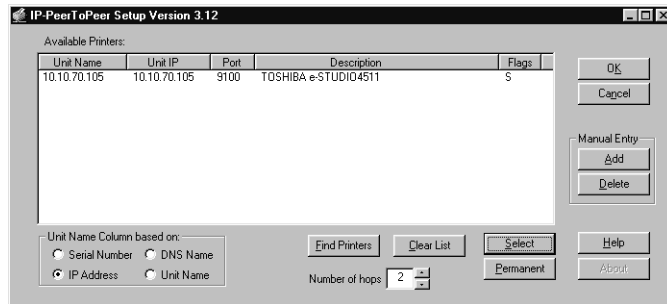 IP-PeerToPeer Setup Version 3.12
Available Printers:
Unit Name Unit IP Port Description Flags
10.10.70.105 10.10.70.105 9100 TOSHIBA e-STUDIO4511 S
OK
Cancel
Manual Entry
Add
Delete
Unit Name Column based on:
Serial Number DNS Name
IP Address Unit Name
Find Printers Clear List Select Help
Number of hops 2 Permanent About